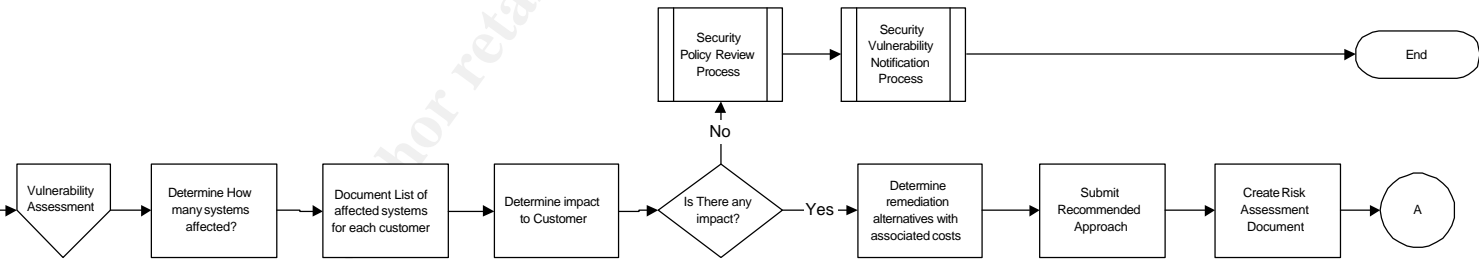 Security
Policy Review
Process
Security
Vulnerability
Notification
Process
End
No
Vulnerability
Assessment
Determine How
many systems
affected?
Document List of
affected systems
for each customer
Determine impact
to Customer
Is There any
impact?
Yes
Determine
remediation
alternatives with
associated costs
Submit
Recommended
Approach
Create Risk
Assessment
Document
A
hor reta